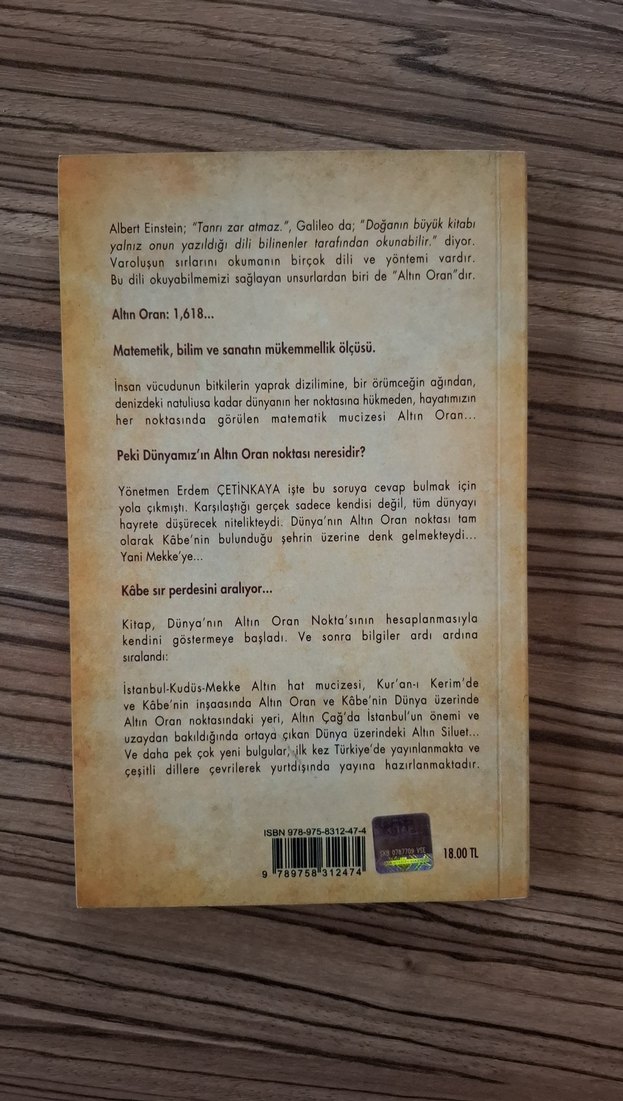 Albert Einstein; “Tanrı zar atmaz.”, Galileo da; “Doğanın büyük kitabı
yalnız onun yazıldığı dili bilinenler tarafından okunabilir.” diyor.
Varoluşun sırlarını okumanın birçok dili ve yöntemi vardır.
Bu dili okuyabilmemizi sağlayan unsurlardan biri de “Altın Oran”dır.
Altın Oran: 1,618...
Matemetik, bilim ve sanatın mükemmellik ölçüsü.
İnsan vücudunun bitkilerin yaprak dizilimine, bir örümceğin ağından,
denizdeki natuliusa kadar dünyanın her noktasına hükmeden, hayatımızın
her noktasında görülen matematik mucizesi Altın Oran...
Peki Dünyamız’ın Altın Oran noktası neresidir?
Yönetmen Erdem ÇETİNKAYA işte bu soruya cevap bulmak için
yola çıkmıştı. Karşılaştığı gerçek sadece kendisi değil, tüm dünyayı
hayrete düşürecek nitelikteydi. Dünya’nın Altın Oran noktası tam
olarak Kâbe’nin bulunduğu şehrin üzerine denk gelmekteydi...
Yani Mekke’ye...
Kâbe sır perdesini aralıyor...
Kitap, Dünya’nın Altın Oran Nokta’sının hesaplanmasıyla
kendini göstermeye başladı. Ve sonra bilgiler ardı ardına
sıralandı:
İstanbul-Kudüs-Mekke Altın hat mucizesi, Kur’an-ı Kerim’de
ve Kâbe’nin inşaasında Altın Oran ve Kâbe’nin Dünya üzerinde
Altın Oran noktasındaki yeri, Altın Çağ’da İstanbul’un önemi ve
uzaydan bakıldığında ortaya çıkan Dünya üzerindeki Altın Siluet...
Ve daha pek çok yeni bulgular, ilk kez Türkiye’de yayınlanmakta ve
çeşitli dillere çevrilerek yurtdışında yayına hazırlanmaktadır.
ISBN 978-975-8312-47-4
9 789758 312474
18.00 TL